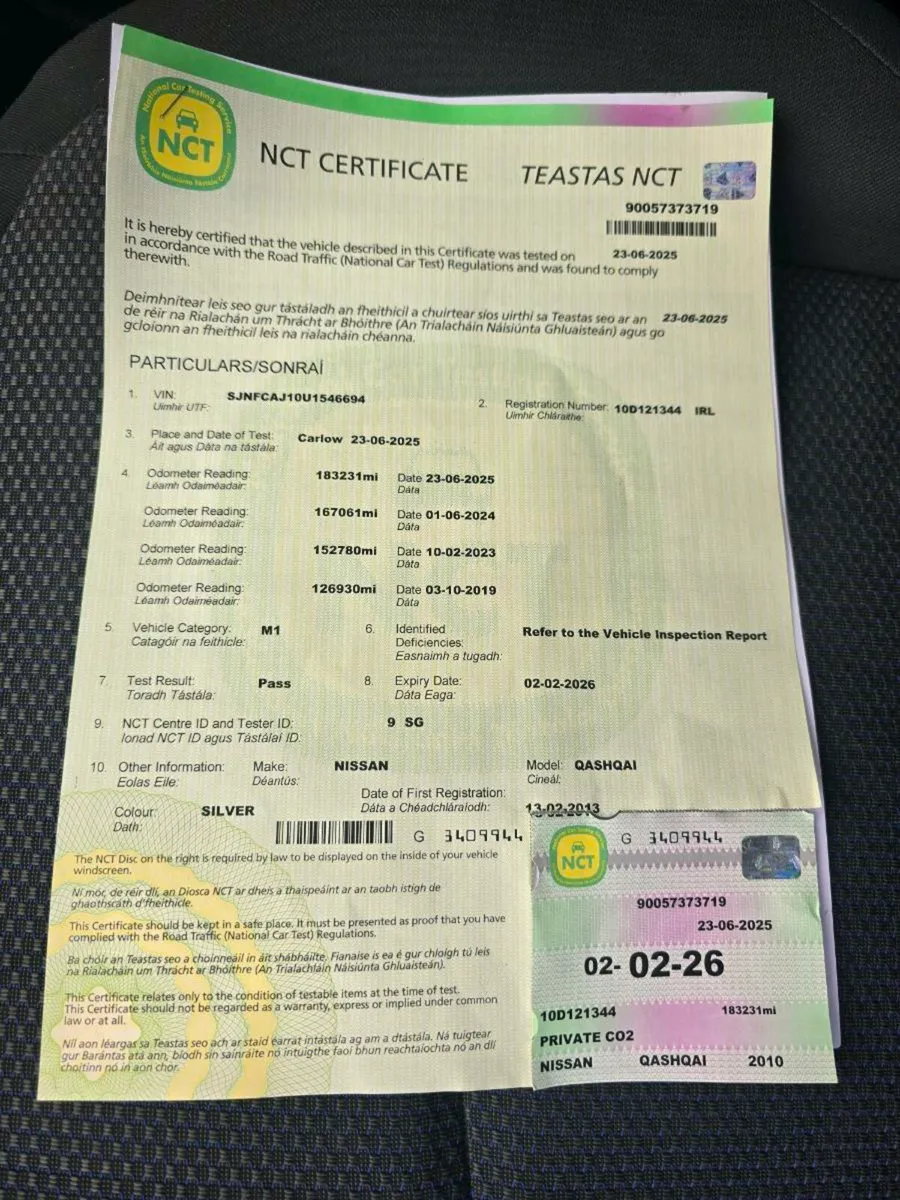 National Car Testing Service
NCT
NCT CERTIFICATE TEASTAS NCT
90057373719
It is hereby certified that the vehicle described in this Certificate was tested on 23-06-2025
in accordance with the Road Traffic (National Car Test) Regulations and was found to comply
therewith.
Deimhnítear leis seo gur tástáladh an fheithicil a chuirtear síos uirthi sa Teastas seo ar an 23-06-2025
de réir na Rialachán um Thrácht ar Bhóithre (An Trialacháin Náisiúnta Ghluaisteán) agus go
gcloíonn an fheithicil leis na rialacháin chéanna.
PARTICULARS/SONRAÍ
1. VIN: SJNFCAJ10U1546694
Uimhir UTF:
2. Registration Number: 10D121344 IRL
Uimhir Chláraithe:
3. Place and Date of Test: Carlow 23-06-2025
Áit agus Dáta na tástála:
4. Odometer Reading: 183231mi Date 23-06-2025
Léamh Odaiméadair: Dáta
Odometer Reading: 167061mi Date 01-06-2024
Léamh Odaiméadair: Dáta
Odometer Reading: 152780mi Date 10-02-2023
Léamh Odaiméadair: Dáta
Odometer Reading: 126930mi Date 03-10-2019
Léamh Odaiméadair: Dáta
5. Vehicle Category: M1
Catagóir na feithicle:
6. Identified
Deficiencies: Refer to the Vehicle Inspection Report
Easnaimh a tugadh:
7. Test Result: Pass
Toradh Tástála:
8. Expiry Date: 02-02-2026
Dáta Eaga:
9. NCT Centre ID and Tester ID: 9 SG
Ionad NCT ID agus Tástálaí ID:
10. Other Information: Make: NISSAN Model: QASHQAI
Eolas Eile: Déantús: Cineál:
Date of First Registration:
Dáta a Chéadchláraíodh: 13-02-2013
Colour: SILVER
Dath:
G 3409944
The NCT Disc on the right is required by law to be displayed on the inside of your vehicle
windscreen.
Ní mór, de réir dlí, an Diosca NCT ar dheis a thaispeáint ar an taobh istigh de
ghaothscáth d'fheithicle.
This Certificate should be kept in a safe place. It must be presented as proof that you have
complied with the Road Traffic (National Car Test) Regulations.
Ba chóir an Teastas seo a choinneáil in áit shábháilte. Fianaise is ea é gur chloígh tú leis
na Rialacháin um Thrácht ar Bhóithre (An Trialachláin Náisiúnta Ghluaisteán).
This Certificate relates only to the condition of testable items at the time of test.
This Certificate should not be regarded as a warranty, express or implied under common
law or at all.
Níl aon léargas sa Teastas seo ach ar staid earraí intástála ag am a dtástála. Ná tuigtear
gur Barántas atá ann, bíodh sin sainráite nó intuigthe faoi bhun reachtaíochta nó an dlí
choitinn nó in aon chor.
NCT
G 3409944
90057373719
23-06-2025
02- 02-26
10D121344 183231mi
PRIVATE CO2
NISSAN QASHQAI 2010